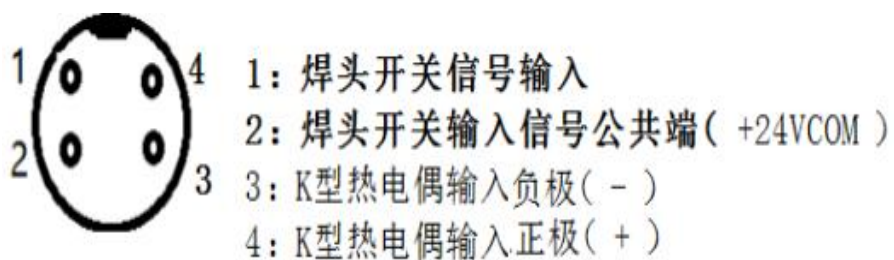 1 4 1: 焊头开关信号输入
2: 焊头开关输入信号公共端( +24VCOM )
2 3 3: K型热电偶输入负极( - )
4: K型热电偶输入正极( + )